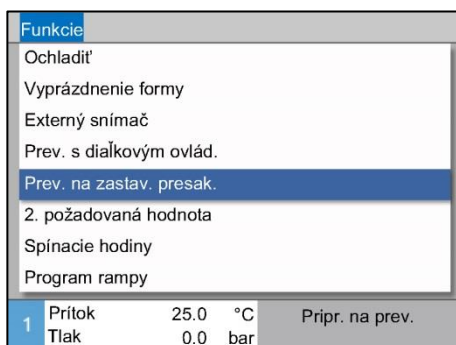 Funkcie
Ochladiť
Vyprázdnenie formy
Externý snímač
Prev. s diaľkovým ovlád.
Prev. na zastav. presak.
2. požadovaná hodnota
Spínacie hodiny
Program rampy
1 Prítok 25.0 °C Pripr. na prev.
Tlak 0.0 bar